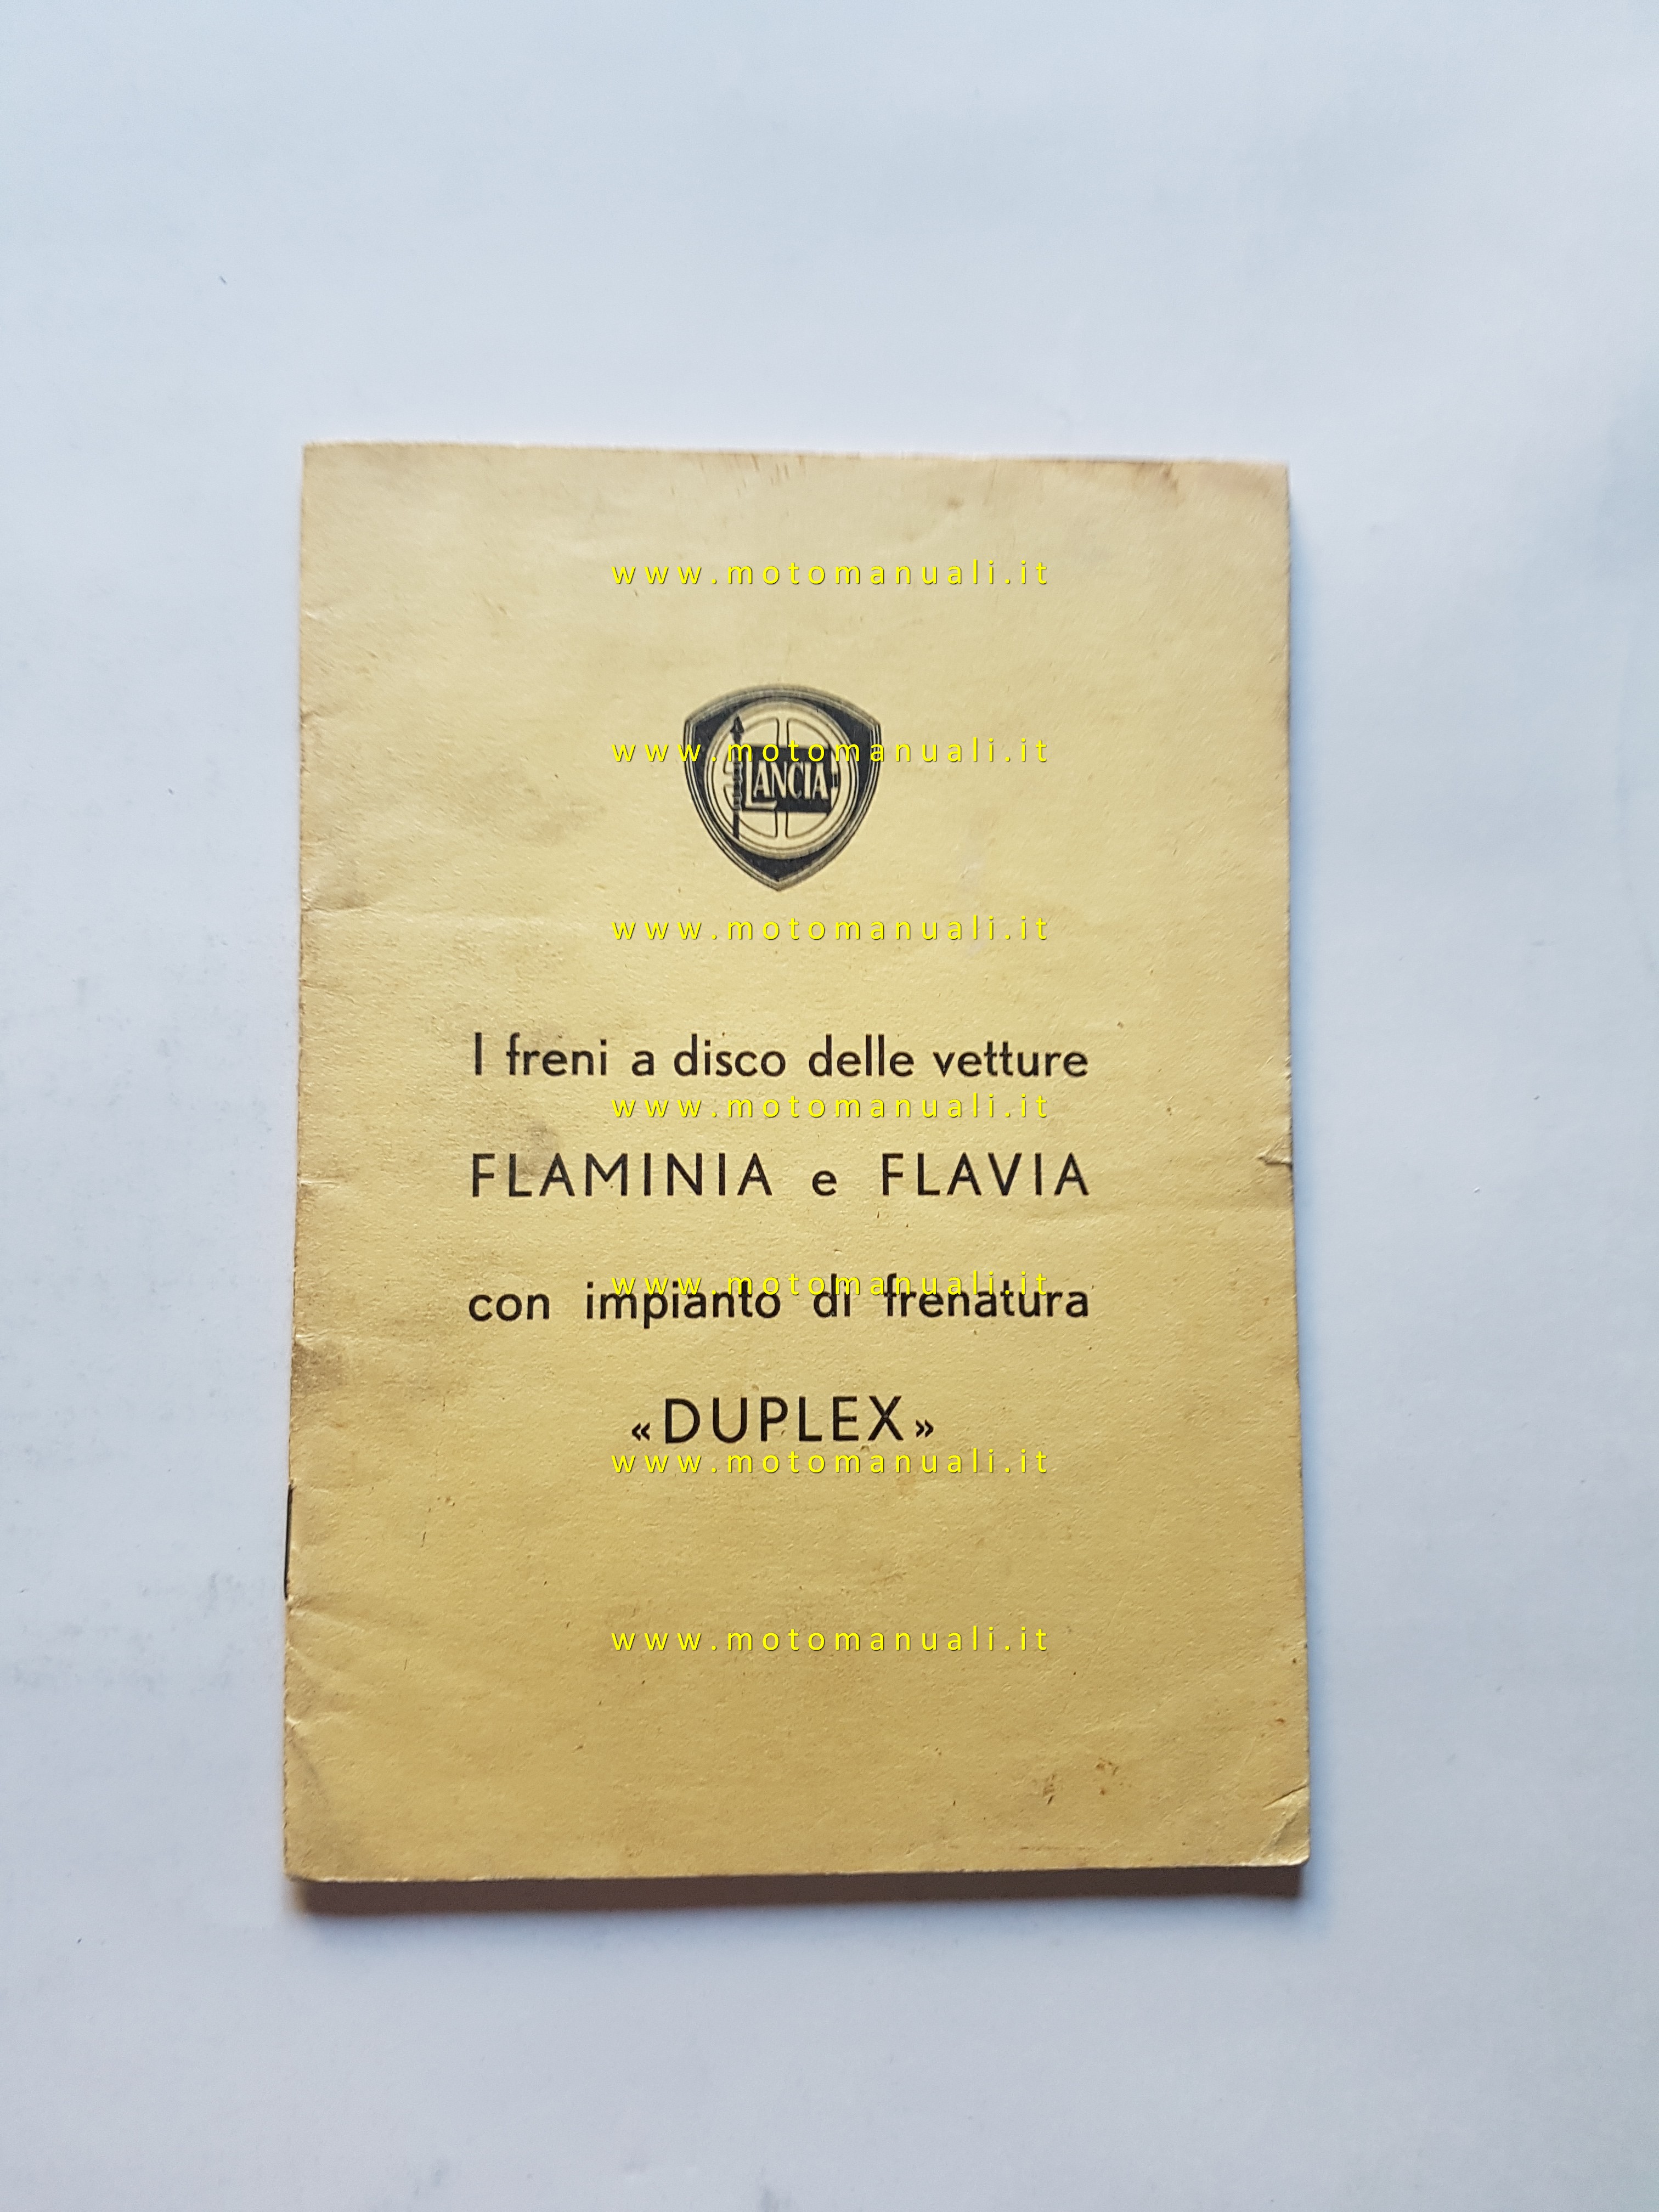 www.motomanuali.it
www.motomanuali.it
LANCIA
www.motomanuali.it
I freni a disco delle vetture
www.motomanuali.it
FLAMINIA e FLAVIA
www.motomanuali.it
con impianto di frenatura
«DUPLEX»
www.motomanuali.it
www.motomanuali.it